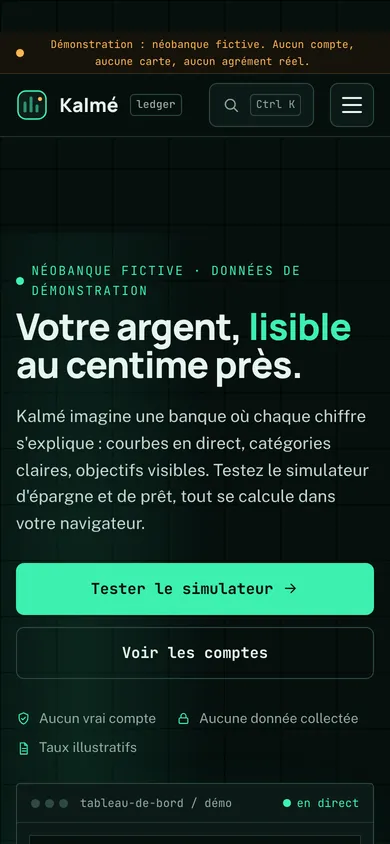 Démonstration : néobanque fictive. Aucun compte,
aucune carte, aucun agrément réel.
Kalmé
ledger
Ctrl K
NÉOBANQUE FICTIVE · DONNÉES DE
DÉMONSTRATION
Votre argent, lisible
au centime près.
Kalmé imagine une banque où chaque chiffre
s'explique : courbes en direct, catégories
claires, objectifs visibles. Testez le simulateur
d'épargne et de prêt, tout se calcule dans
votre navigateur.
Tester le simulateur →
Voir les comptes
Aucun vrai compte
Aucune donnée collectée
Taux illustratifs
tableau-de-bord / démo
en direct